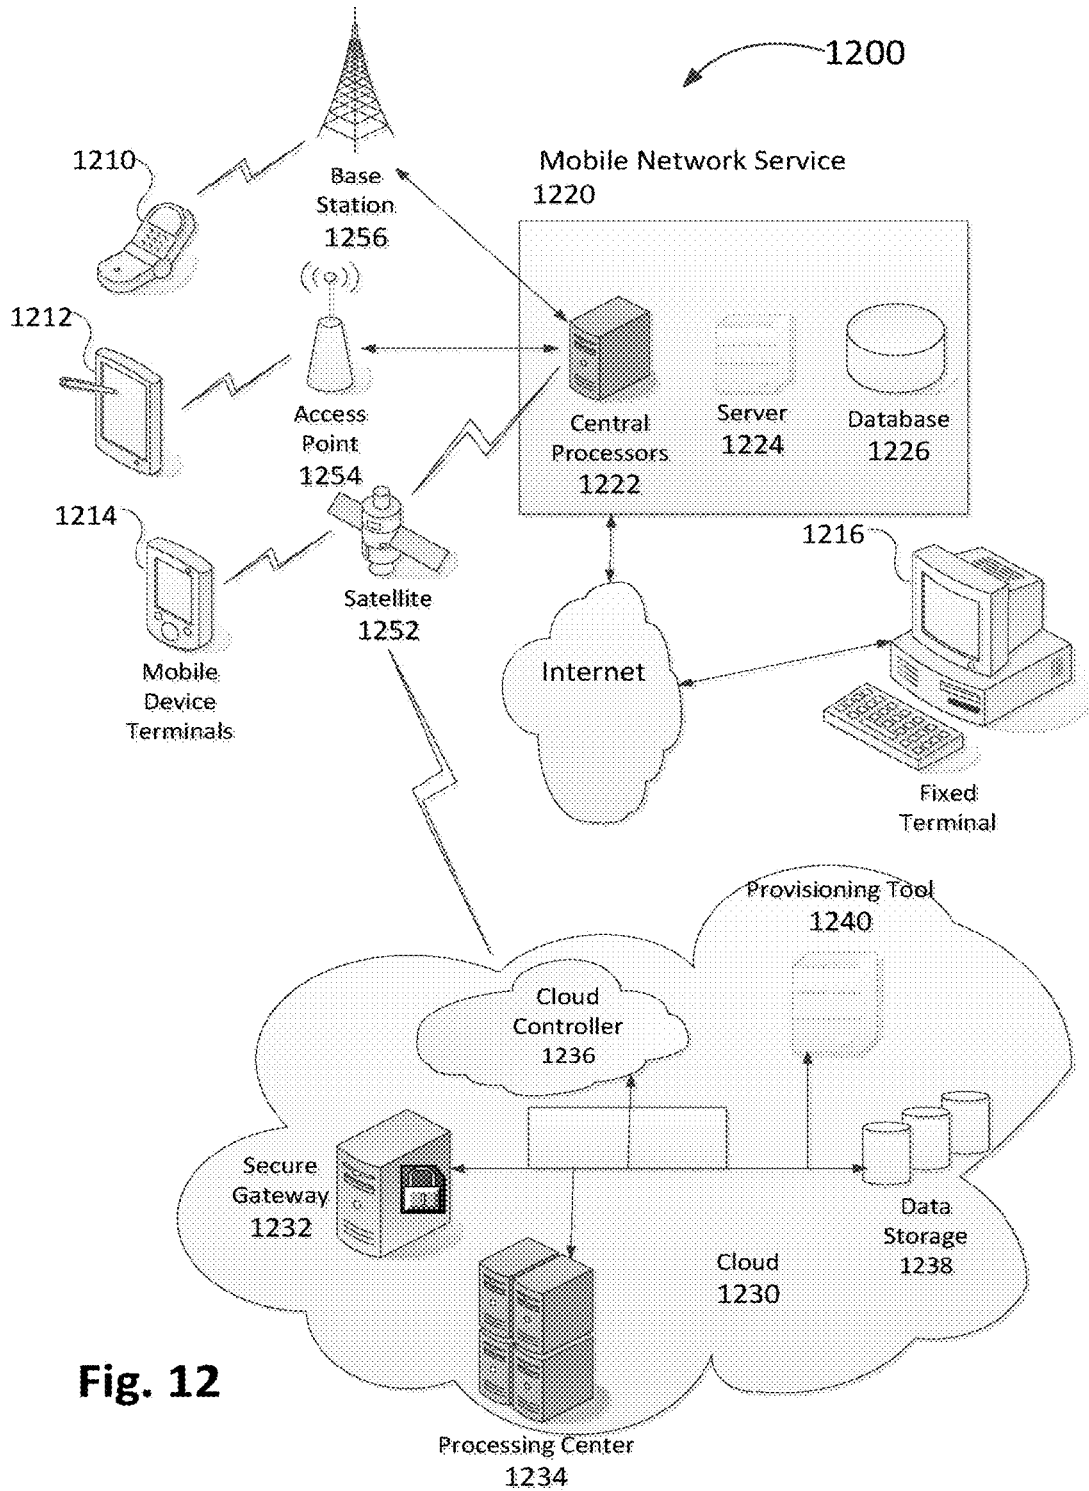 1200
1210
Base
Station
1256
Mobile Network Service
1220
1212
Access
Point
1254
Central
Processors
1222
Server
1224
Database
1226
1214
Satellite
1252
Mobile
Device
Terminals
1216
Internet
Fixed
Terminal
Provisioning Tool
1240
Cloud
Controller
1236
Secure
Gateway
1232
Data
Storage
1238
Cloud
1230
Fig. 12
Processing Center
1234